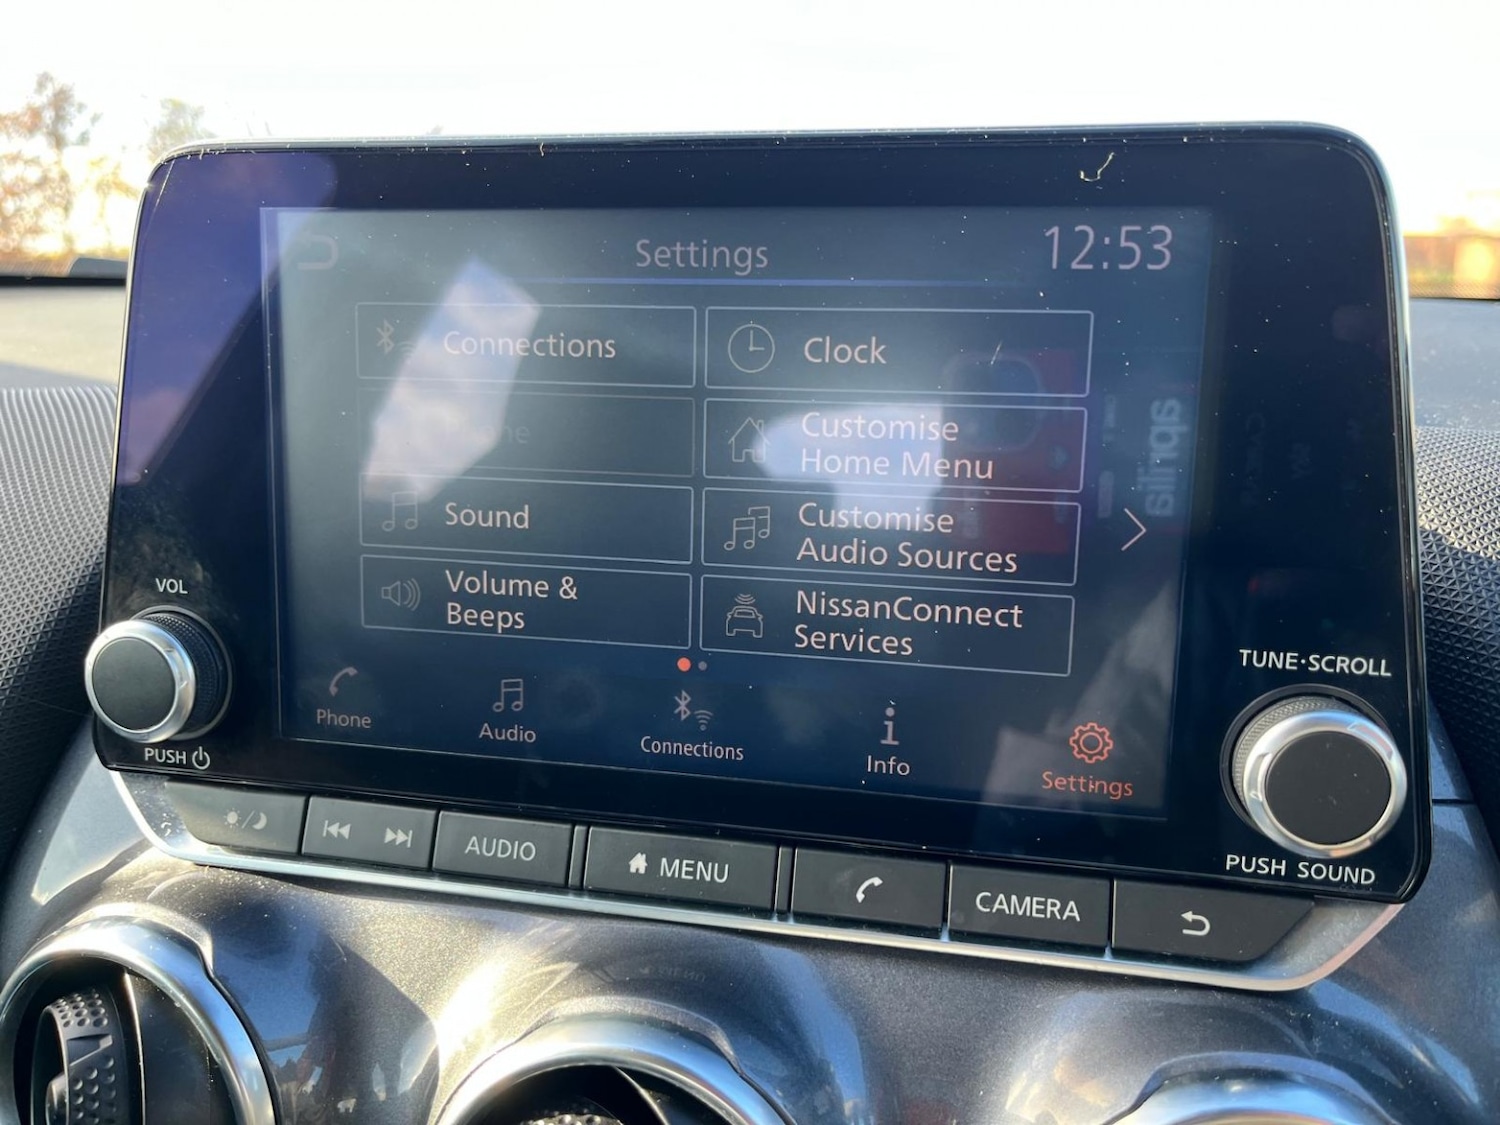 Settings
12:53
Connections
Clock
Phone
Customise
Home Menu
Sound
Customise
Audio Sources
Volume &
Beeps
NissanConnect
Services
Phone
Audio
Connections
Info
Settings
VOL
PUSH
TUNE·SCROLL
PUSH SOUND
AUDIO
MENU
CAMERA